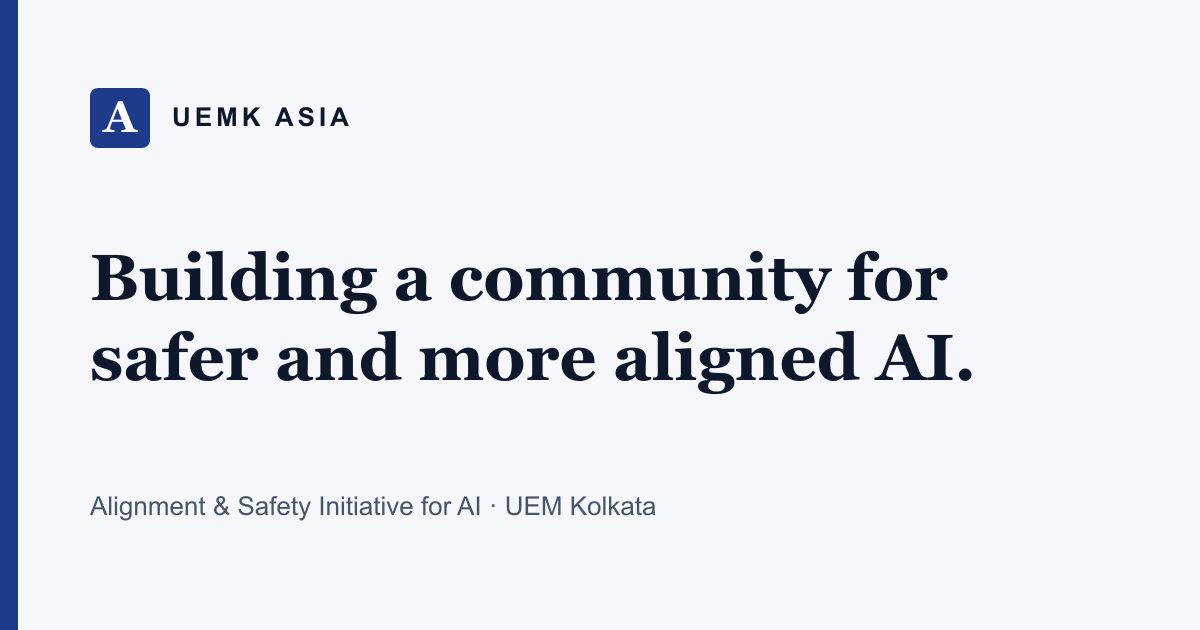 A
UEMK ASIA
Building a community for
safer and more aligned AI.
Alignment & Safety Initiative for AI · UEM Kolkata